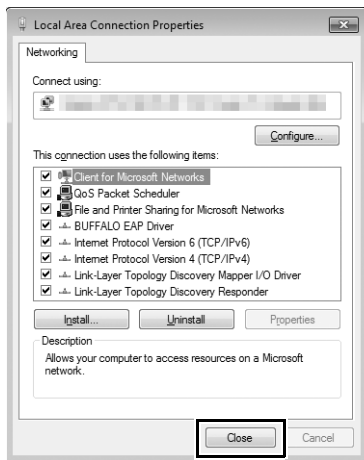 Local Area Connection Properties
Networking
Connect using:
Configure...
This connection uses the following items:
Client for Microsoft Networks
QoS Packet Scheduler
File and Printer Sharing for Microsoft Networks
BUFFALO EAP Driver
Internet Protocol Version 6 (TCP/IPv6)
Internet Protocol Version 4 (TCP/IPv4)
Link-Layer Topology Discovery Mapper I/O Driver
Link-Layer Topology Discovery Responder
Install... Uninstall Properties
Description
Allows your computer to access resources on a Microsoft
network.
Close Cancel